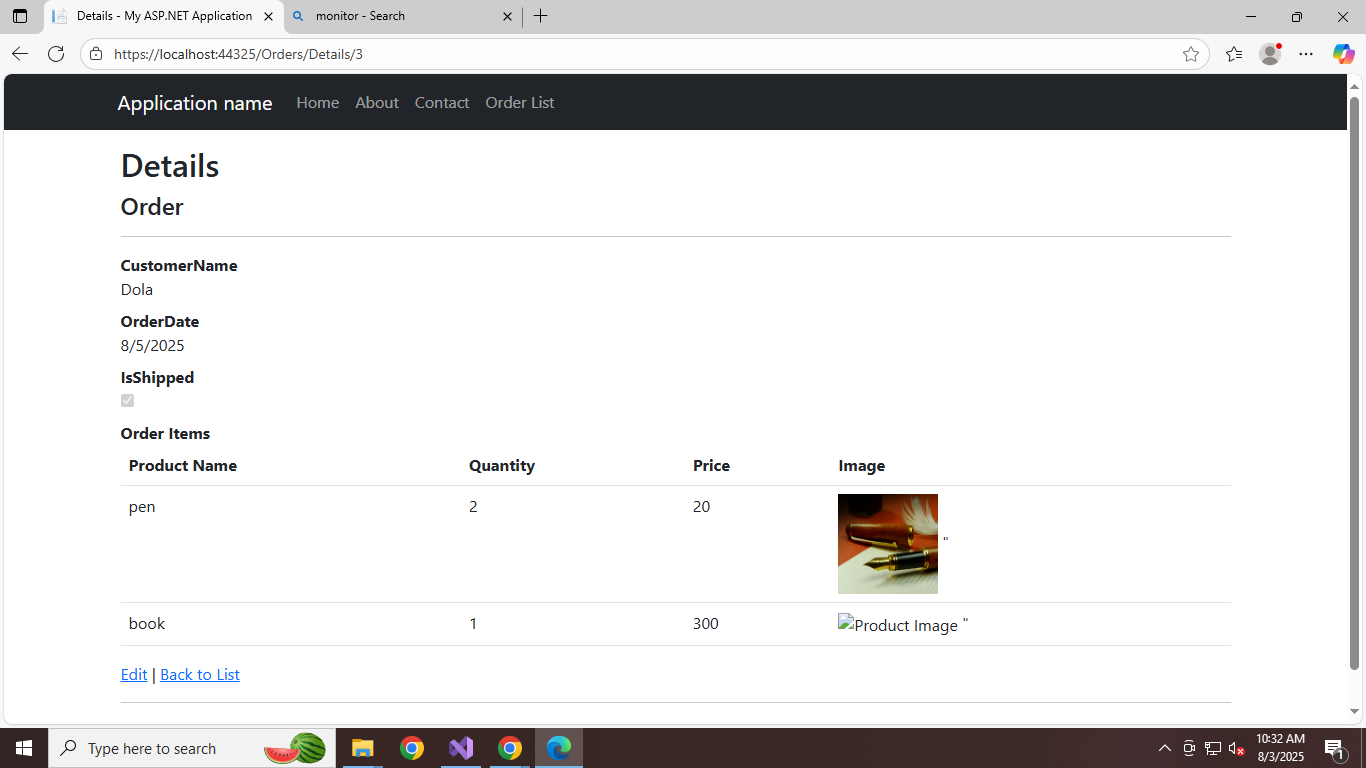 Details - My ASP.NET Application
monitor - Search
https://localhost:44325/Orders/Details/3
Application name Home About Contact Order List
Details
Order
CustomerName
Dola
OrderDate
8/5/2025
IsShipped
Order Items
Product Name Quantity Price Image
pen 2 20 "
book 1 300 Product Image "
Edit | Back to List
Type here to search
10:32 AM
8/3/2025
1